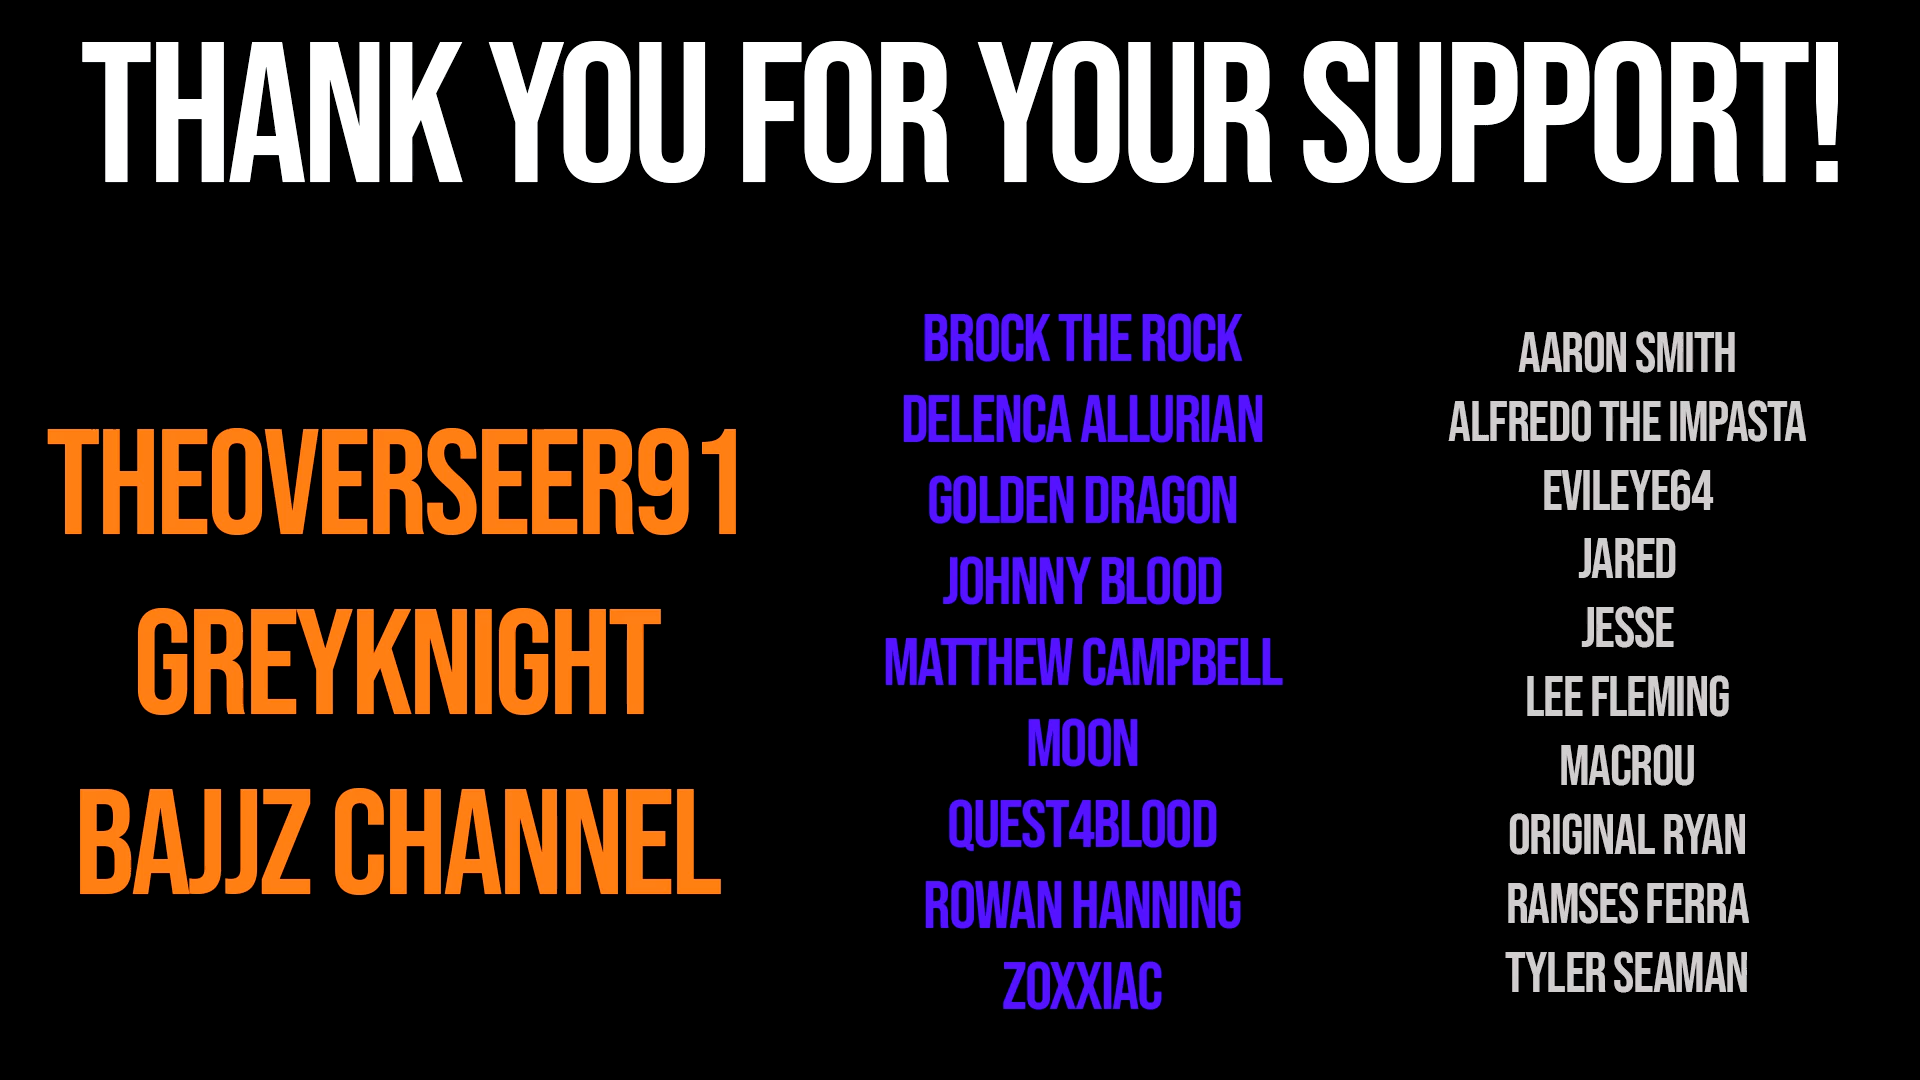 THANK YOU FOR YOUR SUPPORT!
THEOVERSEER91
GREYKNIGHT
BAJJZ CHANNEL
BROCK THE ROCK
DELENCA ALLURIAN
GOLDEN DRAGON
JOHNNY BLOOD
MATTHEW CAMPBELL
MOON
QUEST4BLOOD
ROWAN HANNING
ZOXXIAC
AARON SMITH
ALFREDO THE IMPASTA
EVILEYE64
JARED
JESSE
LEE FLEMING
MACROU
ORIGINAL RYAN
RAMSES FERRA
TYLER SEAMAN